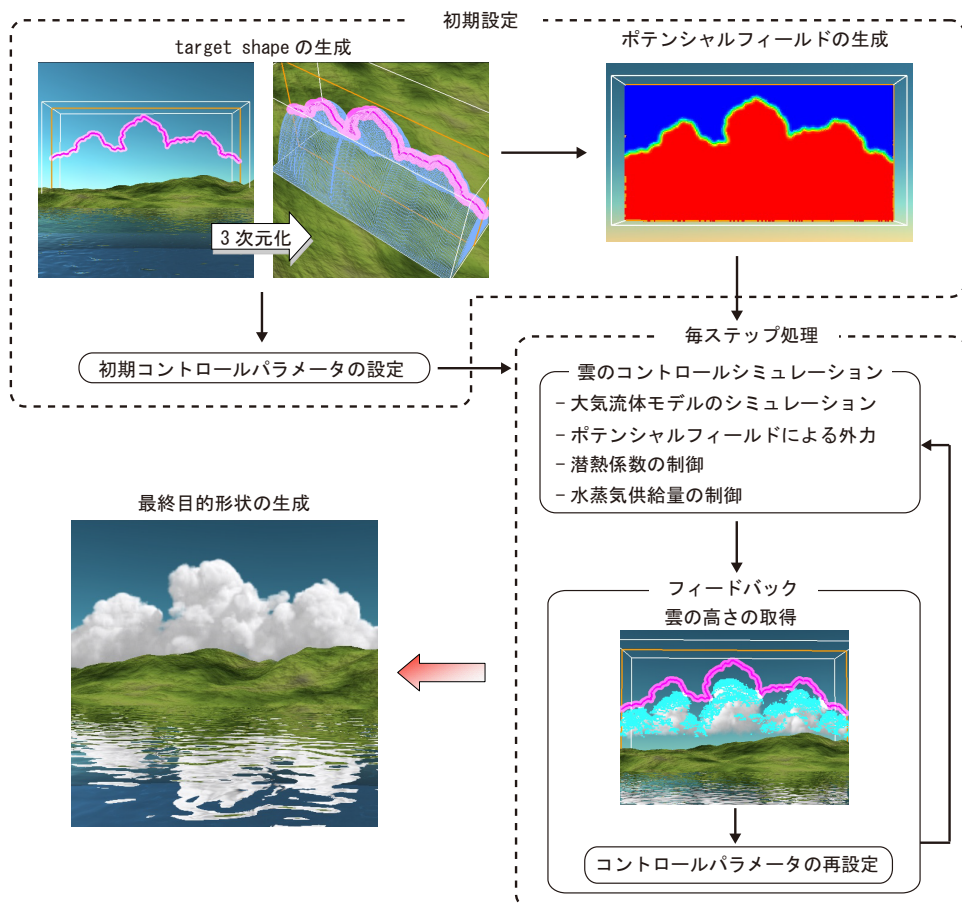 初期設定
target shape の生成
ポテンシャルフィールドの生成
3 次元化
初期コントロールパラメータの設定
毎ステップ処理
雲のコントロールシミュレーション
− 大気流体モデルのシミュレーション
− ポテンシャルフィールドによる外力
− 潜熱係数の制御
− 水蒸気供給量の制御
フィードバック
雲の高さの取得
コントロールパラメータの再設定
最終目的形状の生成